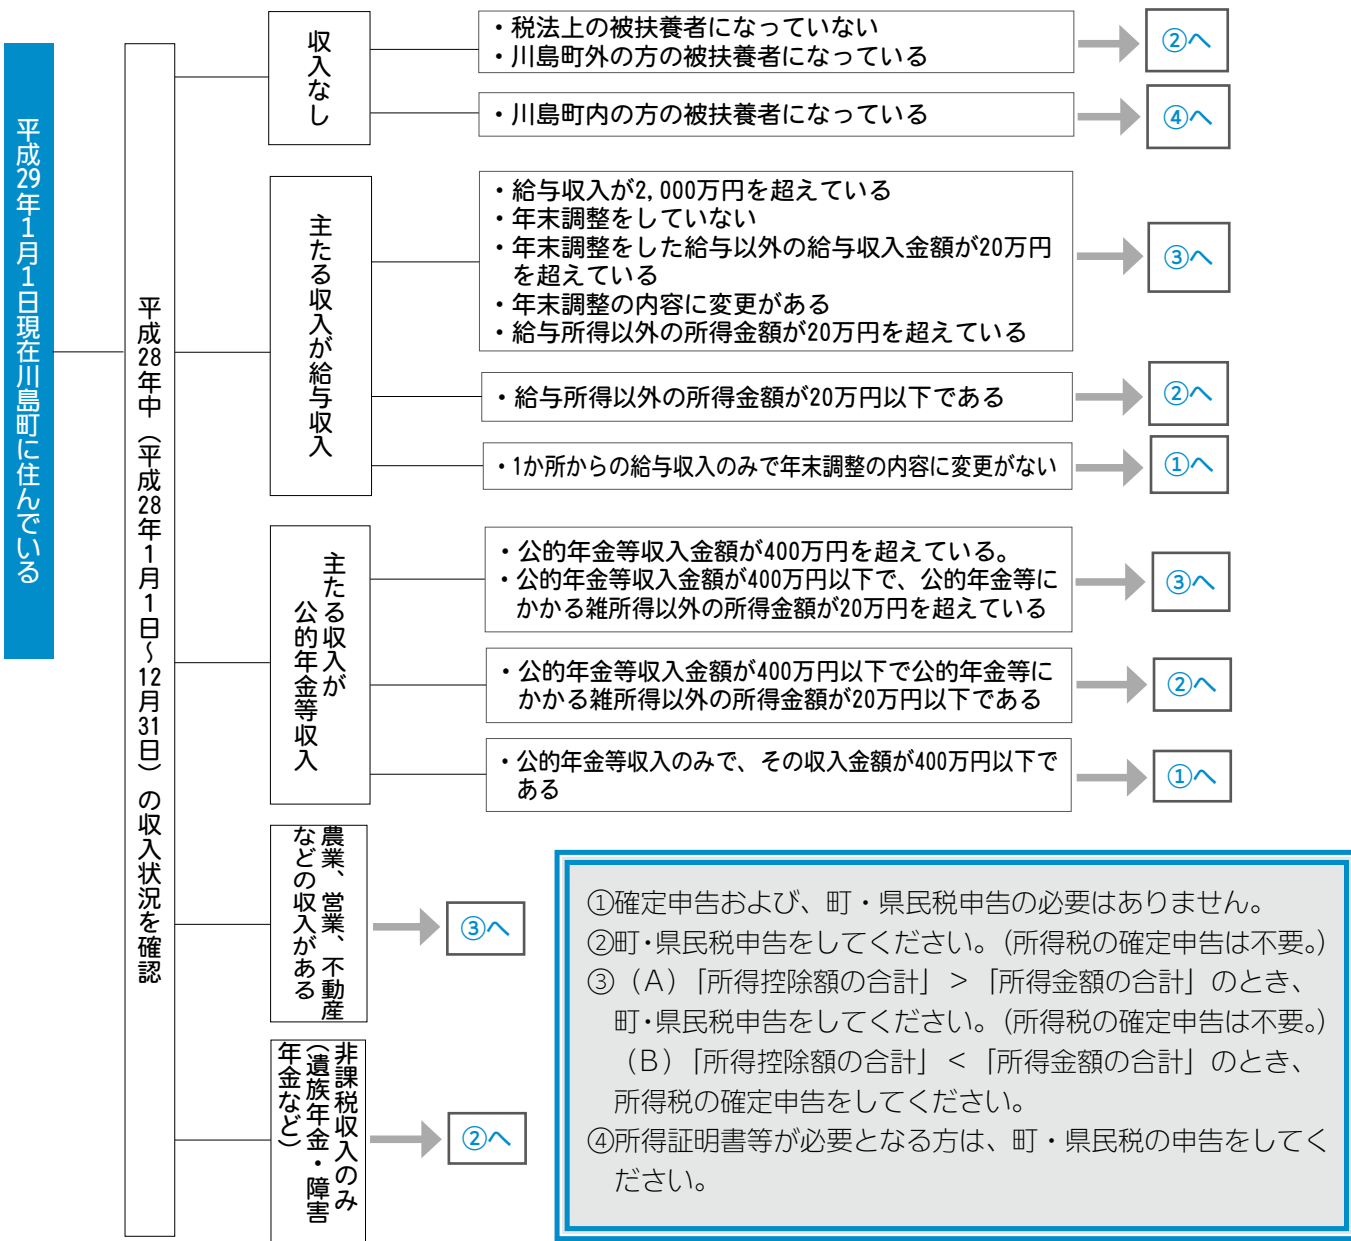 平成29年1月1日現在川島町に住んでいる
平成28年中（平成28年1月1日～12月31日）の収入状況を確認
収入なし
・税法上の被扶養者になっていない
・川島町外の方の被扶養者になっている
②へ
・川島町内の方の被扶養者になっている
④へ
主たる収入が給与収入
・給与収入が2,000万円を超えている
・年末調整をしていない
・年末調整をした給与以外の給与収入金額が20万円
を超えている
・年末調整の内容に変更がある
・給与所得以外の所得金額が20万円を超えている
③へ
・給与所得以外の所得金額が20万円以下である
②へ
・1か所からの給与収入のみで年末調整の内容に変更がない
①へ
主たる収入が
公的年金等収入
・公的年金等収入金額が400万円を超えている。
・公的年金等収入金額が400万円以下で、公的年金等に
かかる雑所得以外の所得金額が20万円を超えている
③へ
・公的年金等収入金額が400万円以下で公的年金等に
かかる雑所得以外の所得金額が20万円以下である
②へ
・公的年金等収入のみで、その収入金額が400万円以下で
ある
①へ
農業、営業、不動産
などの収入がある
③へ
非課税収入のみ
（遺族年金・障害
年金など）
②へ
①確定申告および、町・県民税申告の必要はありません。
②町・県民税申告をしてください。（所得税の確定申告は不要。）
③（A）「所得控除額の合計」＞「所得金額の合計」のとき、
町・県民税申告をしてください。（所得税の確定申告は不要。）
（B）「所得控除額の合計」＜「所得金額の合計」のとき、
所得税の確定申告をしてください。
④所得証明書等が必要となる方は、町・県民税の申告をしてく
ださい。